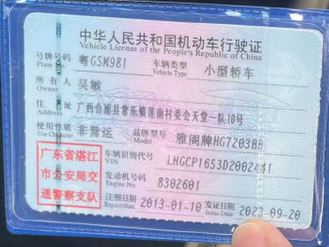 中华人民共和国机动车行驶证
Vehicle License of the People's Republic of China
号牌号码 粤GSM981 车辆类型 小型轿车
Plate No. Vehicle Type
所有人 吴敏
Owner
住址 广西合浦县常乐镇莲南村委会天堂一队10号
Address
使用性质 非营运 品牌型号 雅阁牌HG7203BB
Use Character Model
广东省湛江
市公安局交
通警察支队
车辆识别代号 LHGCP1653D2002441
VIN
发动机号码 8302601
Engine No.
注册日期 2013-01-10 发证日期 2023-09-20
Register Date Issue Date